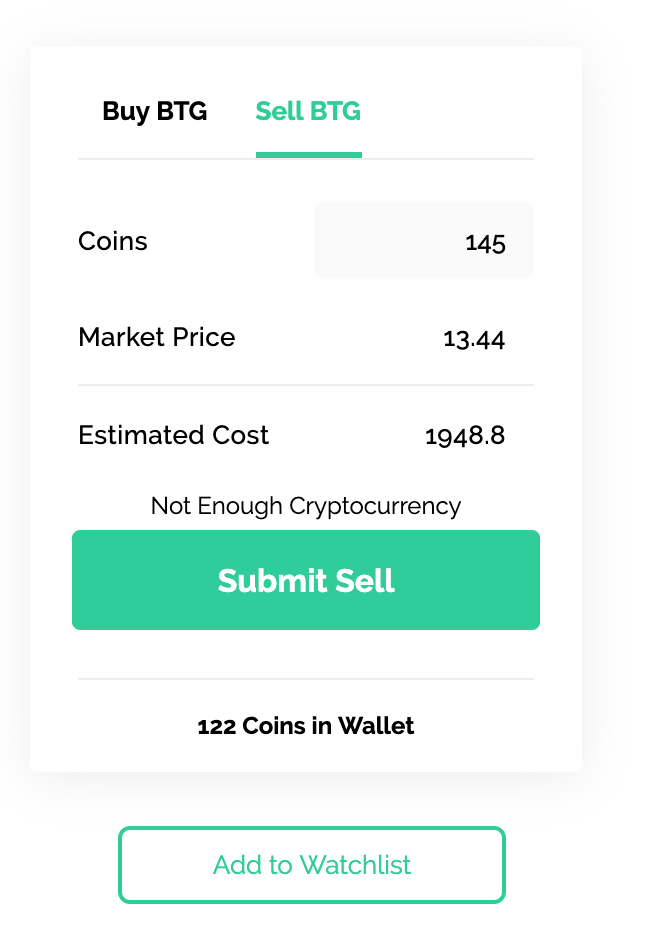 Buy BTG Sell BTG
Coins 145
Market Price 13.44
Estimated Cost 1948.8
Not Enough Cryptocurrency
Submit Sell
122 Coins in Wallet
Add to Watchlist